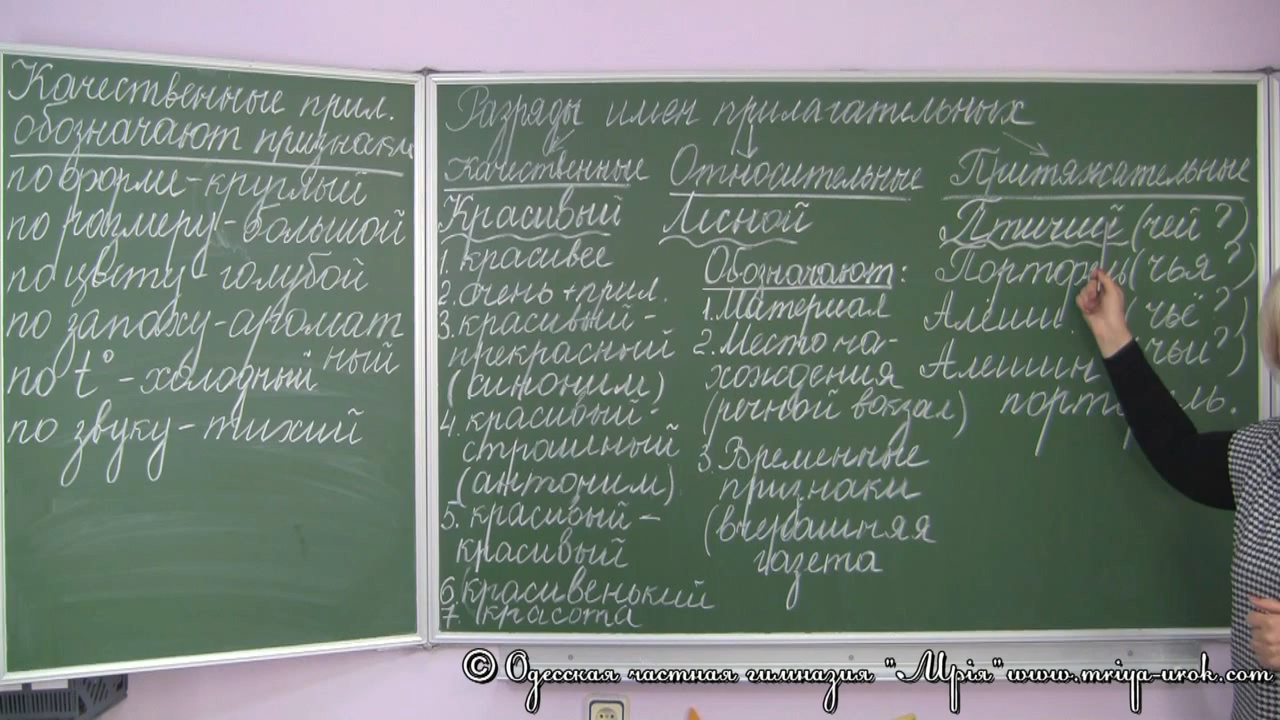 Качественные прил.
обозначают признаки
по форме - круглый
по размеру - большой
по цвету - голубой
по запаху - аромат
ный
по t° - холодный
по звуку - тихий
Разряды имен прилагательных
Качественные
Красивый
1. красивее
2. очень + прил.
3. красивый -
прекрасный
(синоним)
4. красивый -
страшный
(антоним)
5. красивый -
красивый
6. красивенький
7. красота
Относительные
Лесной
Обозначают:
1. Материал
2. Место на-
хождения
(речной вокзал)
3. Временные
признаки
(вчерашняя
газета
Притяжательные
Птичий (чей?)
(чья?)
(чьё?)
Алешин чьи?)
© Одесская частная гимназия "Мрія" www.mriya-urok.com